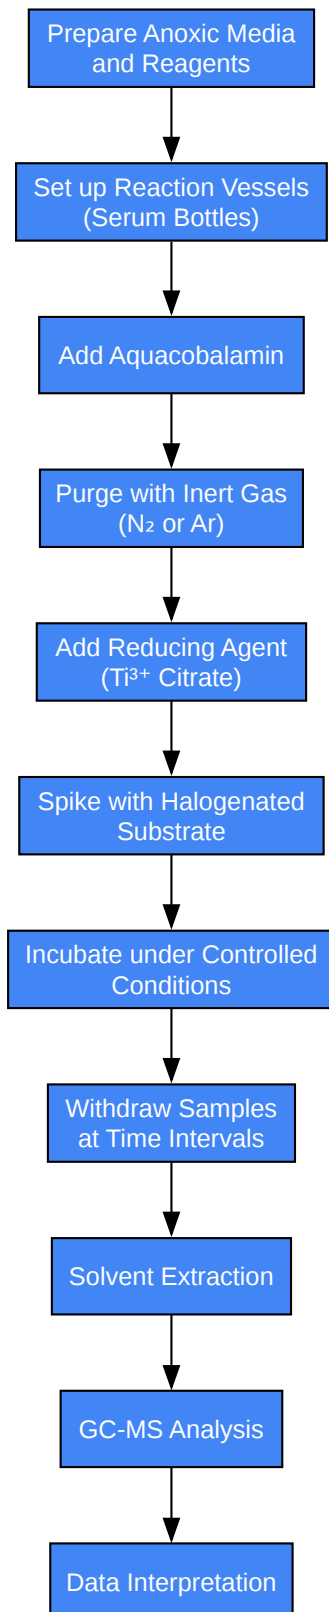 Prepare Anoxic Media
and Reagents
Set up Reaction Vessels
(Serum Bottles)
Add Aquacobalamin
Purge with Inert Gas
(N₂ or Ar)
Add Reducing Agent
(Ti³⁺ Citrate)
Spike with Halogenated
Substrate
Incubate under Controlled
Conditions
Withdraw Samples
at Time Intervals
Solvent Extraction
GC-MS Analysis
Data Interpretation